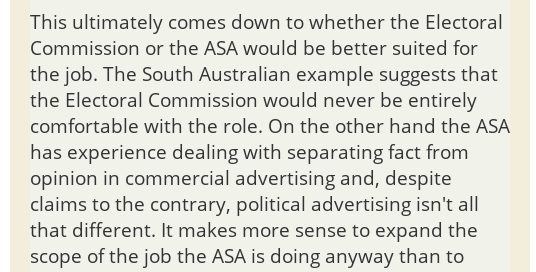 This ultimately comes down to whether the Electoral
Commission or the ASA would be better suited for
the job. The South Australian example suggests that
the Electoral Commission would never be entirely
comfortable with the role. On the other hand the ASA
has experience dealing with separating fact from
opinion in commercial advertising and, despite
claims to the contrary, political advertising isn't all
that different. It makes more sense to expand the
scope of the job the ASA is doing anyway than to